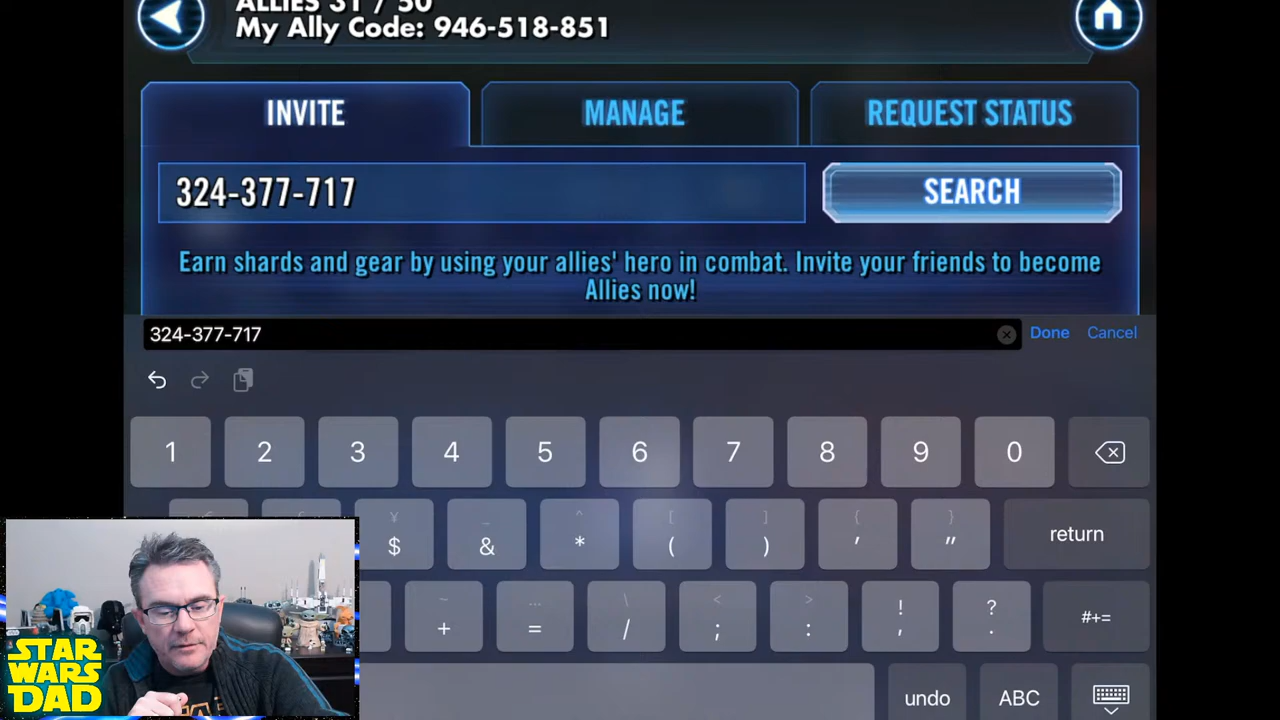 ALLIES 31 / 50
My Ally Code: 946-518-851
INVITE
MANAGE
REQUEST STATUS
324-377-717
SEARCH
Earn shards and gear by using your allies' hero in combat. Invite your friends to become
Allies now!
324-377-717
Done
Cancel
1 2 3 4 5 6 7 8 9 0
¥ _ ^ [ ] { }
$ & * ( ) ' "
return
~ … \ < > ! ?
+ = / ; : , .
#+=
undo
ABC
STAR
WARS
DAD